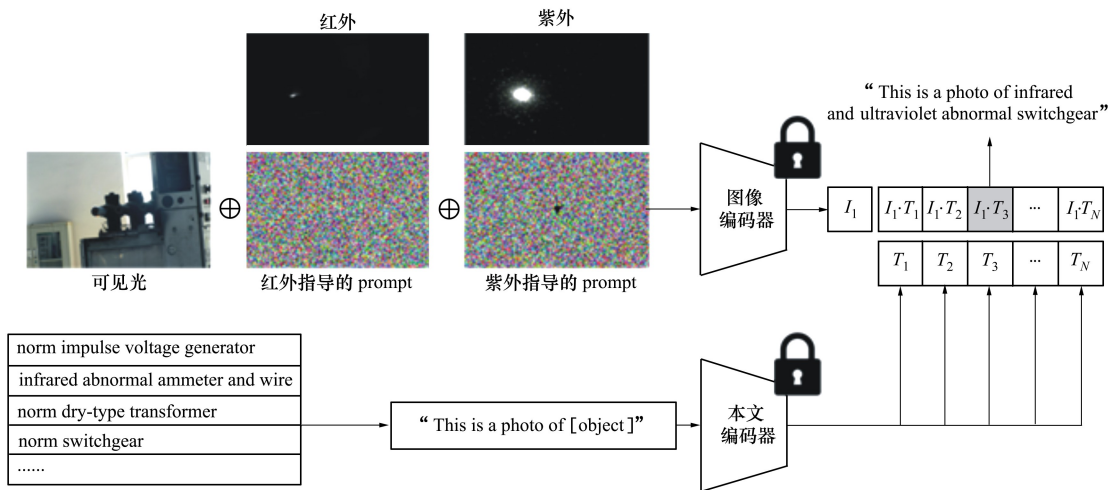 红外
紫外
“ This is a photo of infrared
and ultraviolet abnormal switchgear”
图像
编码器
I₁
I₁·T₁
I₁·T₂
I₁·T₃
...
I₁·T_N
T₁
T₂
T₃
...
T_N
可见光
红外指导的 prompt
紫外指导的 prompt
norm impulse voltage generator
infrared abnormal ammeter and wire
norm dry-type transformer
norm switchgear
......
“ This is a photo of [object]”
本文
编码器